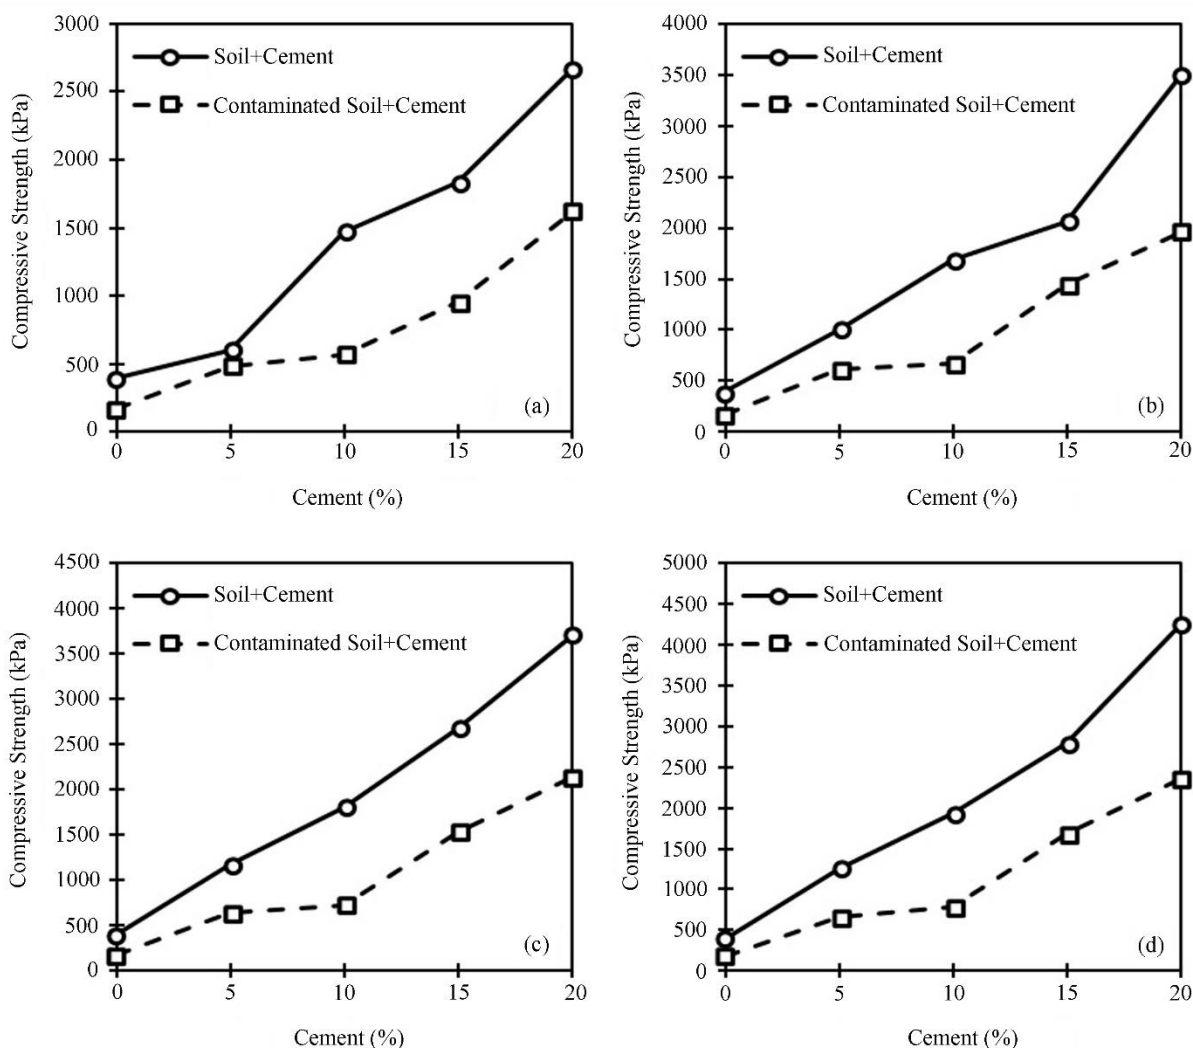 3000
2500
2000
1500
1000
500
0
Compressive Strength (kPa)
Soil+Cement
Contaminated Soil+Cement
(a)
0 5 10 15 20
Cement (%)
4000
3500
3000
2500
2000
1500
1000
500
0
Compressive Strength (kPa)
Soil+Cement
Contaminated Soil+Cement
(b)
0 5 10 15 20
Cement (%)
4500
4000
3500
3000
2500
2000
1500
1000
500
0
Compressive Strength (kPa)
Soil+Cement
Contaminated Soil+Cement
(c)
0 5 10 15 20
Cement (%)
5000
4500
4000
3500
3000
2500
2000
1500
1000
500
0
Compressive Strength (kPa)
Soil+Cement
Contaminated Soil+Cement
(d)
0 5 10 15 20
Cement (%)